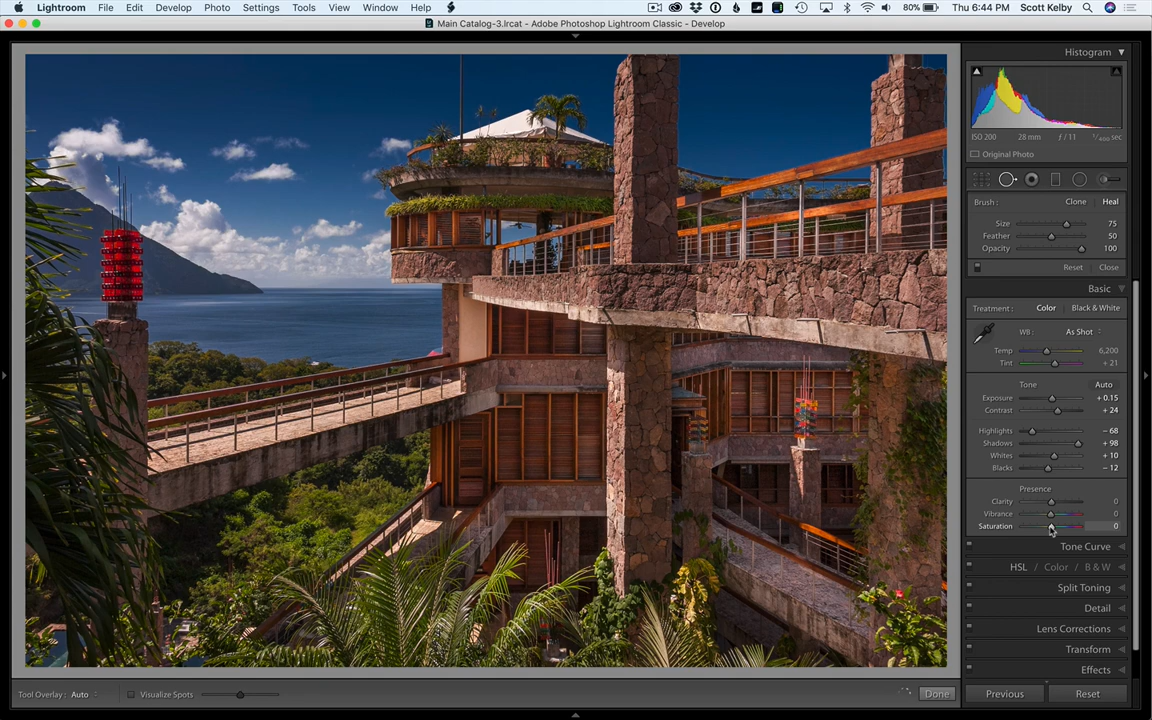 Lightroom File Edit Develop Photo Settings Tools View Window Help 80% Thu 6:44 PM Scott Kelby
Main Catalog-3.lrcat - Adobe Photoshop Lightroom Classic - Develop
Histogram
ISO 200 28 mm f / 11 1/400 sec
Original Photo
Brush : Clone Heal
Size 75
Feather 50
Opacity 100
Reset Close
Basic
Treatment : Color Black & White
WB : As Shot
Temp 6,200
Tint + 21
Tone Auto
Exposure + 0.15
Contrast + 24
Highlights − 68
Shadows + 98
Whites + 10
Blacks − 12
Presence
Clarity 0
Vibrance 0
Saturation 0
Tone Curve
HSL / Color / B & W
Split Toning
Detail
Lens Corrections
Transform
Effects
Tool Overlay : Auto Visualize Spots Done Previous Reset